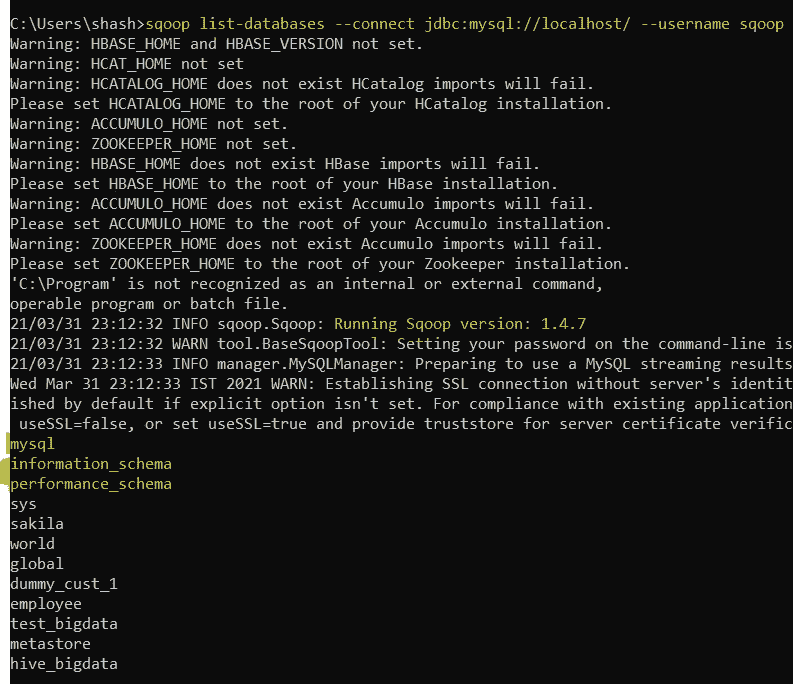 C:\Users\shash>sqoop list-databases --connect jdbc:mysql://localhost/ --username sqoop
Warning: HBASE_HOME and HBASE_VERSION not set.
Warning: HCAT_HOME not set
Warning: HCATALOG_HOME does not exist HCatalog imports will fail.
Please set HCATALOG_HOME to the root of your HCatalog installation.
Warning: ACCUMULO_HOME not set.
Warning: ZOOKEEPER_HOME not set.
Warning: HBASE_HOME does not exist HBase imports will fail.
Please set HBASE_HOME to the root of your HBase installation.
Warning: ACCUMULO_HOME does not exist Accumulo imports will fail.
Please set ACCUMULO_HOME to the root of your Accumulo installation.
Warning: ZOOKEEPER_HOME does not exist Accumulo imports will fail.
Please set ZOOKEEPER_HOME to the root of your Zookeeper installation.
'C:\Program' is not recognized as an internal or external command,
operable program or batch file.
21/03/31 23:12:32 INFO sqoop.Sqoop: Running Sqoop version: 1.4.7
21/03/31 23:12:32 WARN tool.BaseSqoopTool: Setting your password on the command-line is
21/03/31 23:12:33 INFO manager.MySQLManager: Preparing to use a MySQL streaming results
Wed Mar 31 23:12:33 IST 2021 WARN: Establishing SSL connection without server's identit
ished by default if explicit option isn't set. For compliance with existing application
 useSSL=false, or set useSSL=true and provide truststore for server certificate verific
mysql
information_schema
performance_schema
sys
sakila
world
global
dummy_cust_1
employee
test_bigdata
metastore
hive_bigdata